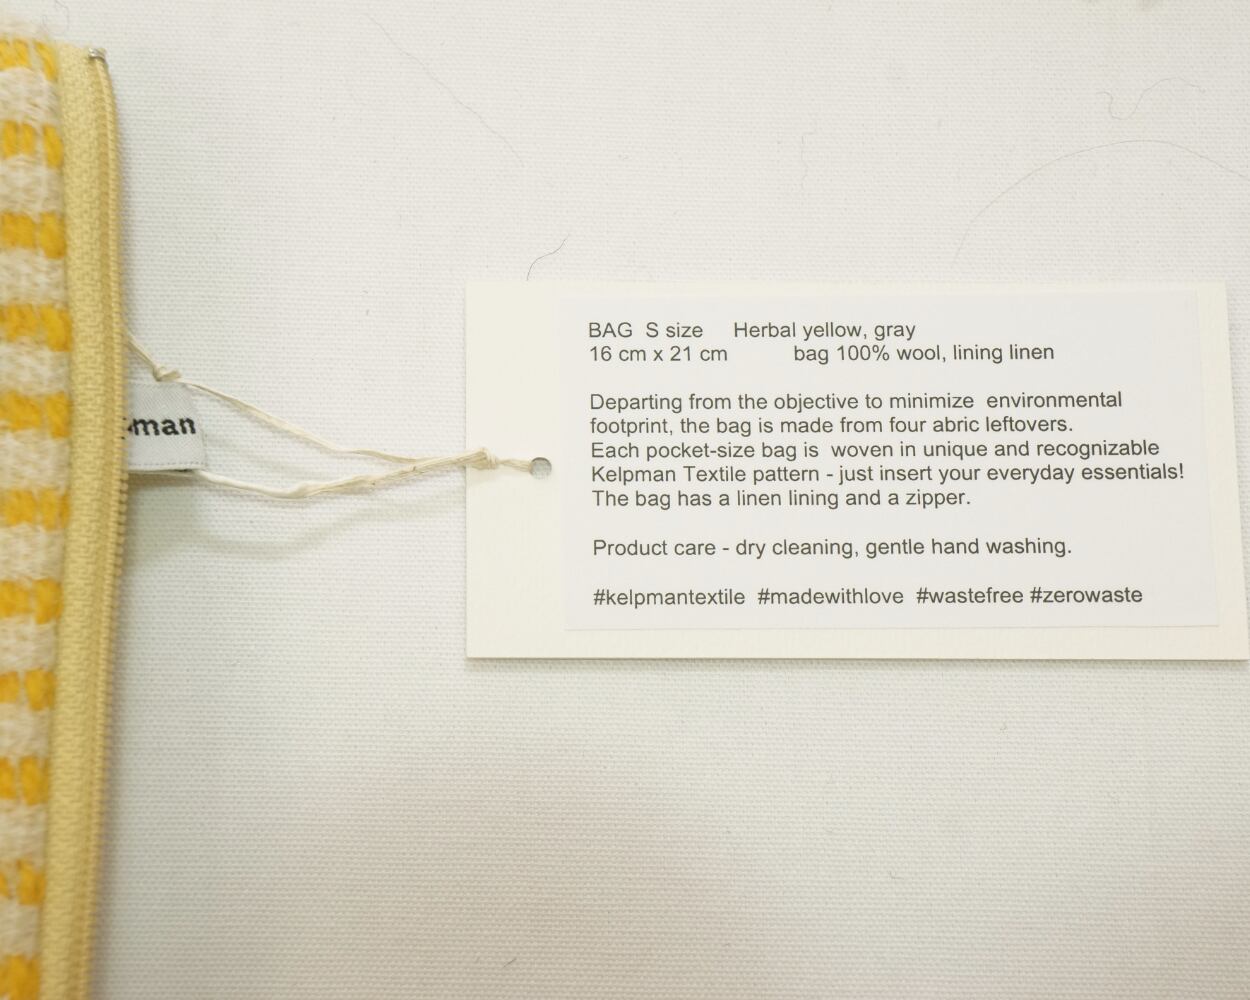 man
BAG S size Herbal yellow, gray
16 cm x 21 cm bag 100% wool, lining linen
Departing from the objective to minimize environmental
footprint, the bag is made from four abric leftovers.
Each pocket-size bag is woven in unique and recognizable
Kelpman Textile pattern - just insert your everyday essentials!
The bag has a linen lining and a zipper.
Product care - dry cleaning, gentle hand washing.
#kelpmantextile #madewithlove #wastefree #zerowaste